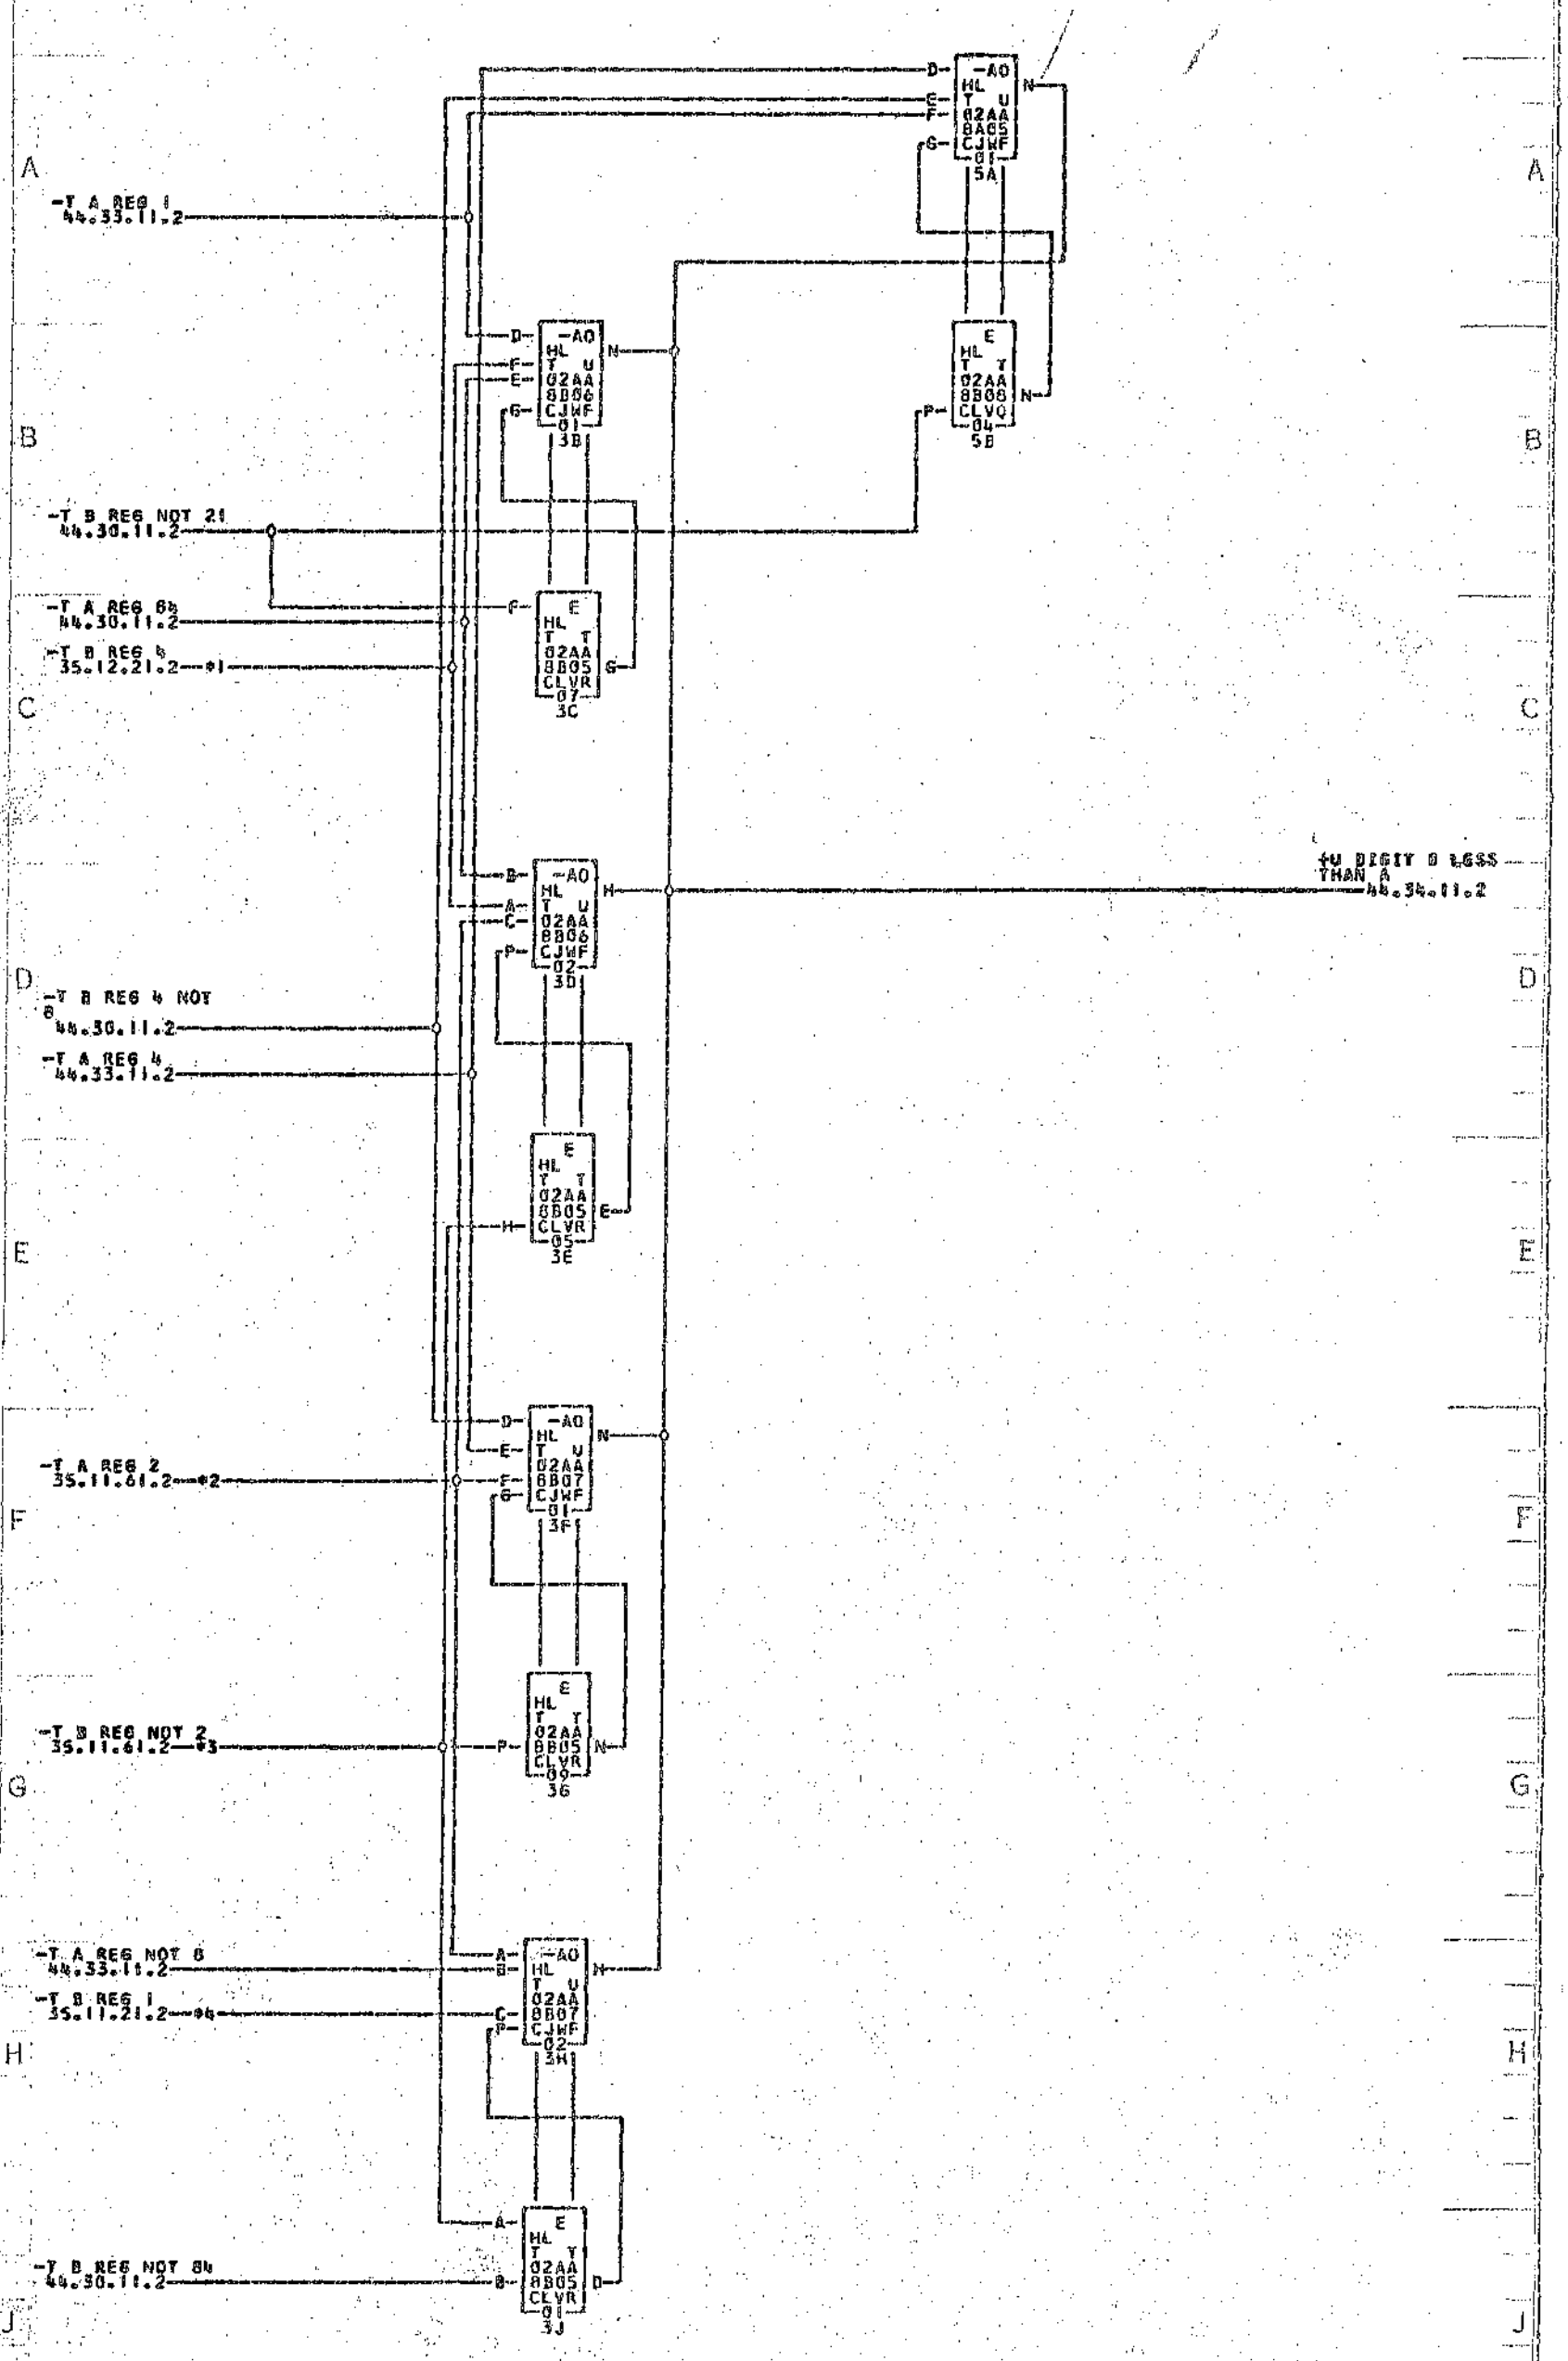 D- -AO
HL N
E- T U
F- 02AA
8A05
G- CJWF
01
5A
A A
-T A REG 1
44.33.11.2
D- -AO
HL N
F- T U
E- 02AA
8B06
G- CJWF
01
3B
E
HL
T T
02AA
8B08 N
P- CLVQ
04
5B
B B
-T B REG NOT 21
44.30.11.2
-T A REG 84
44.30.11.2
-T B REG 4
35.12.21.2 *1
F- E
HL
T T
02AA
8B05 G
CLVR
07
3C
C C
+U DIGIT B LESS
THAN A
44.34.11.2
B- -AO
HL H
A- T U
C- 02AA
8B06
P- CJWF
02
3D
D D
-T B REG 4 NOT
8
44.30.11.2
-T A REG 4
44.33.11.2
E
HL
T T
02AA
8B05 E
H- CLVR
05
3E
E E
D- -AO
HL N
E- T U
02AA
F- 8B07
G- CJWF
01
3F
-T A REG 2
35.11.61.2 *2
F F
E
HL
T T
02AA
P- 8B05 N
CLVR
09
3G
-T B REG NOT 2
35.11.61.2 *3
G G
-T A REG NOT 8
44.33.11.2
-T B REG 1
35.11.21.2 *4
A- -AO
B- HL N
T U
02AA
C- 8B07
P- CJWF
02
3H
H H
A- E
HL
T T
02AA
B- 8B05 D
CLVR
01
3J
-T B REG NOT 84
44.30.11.2
J J